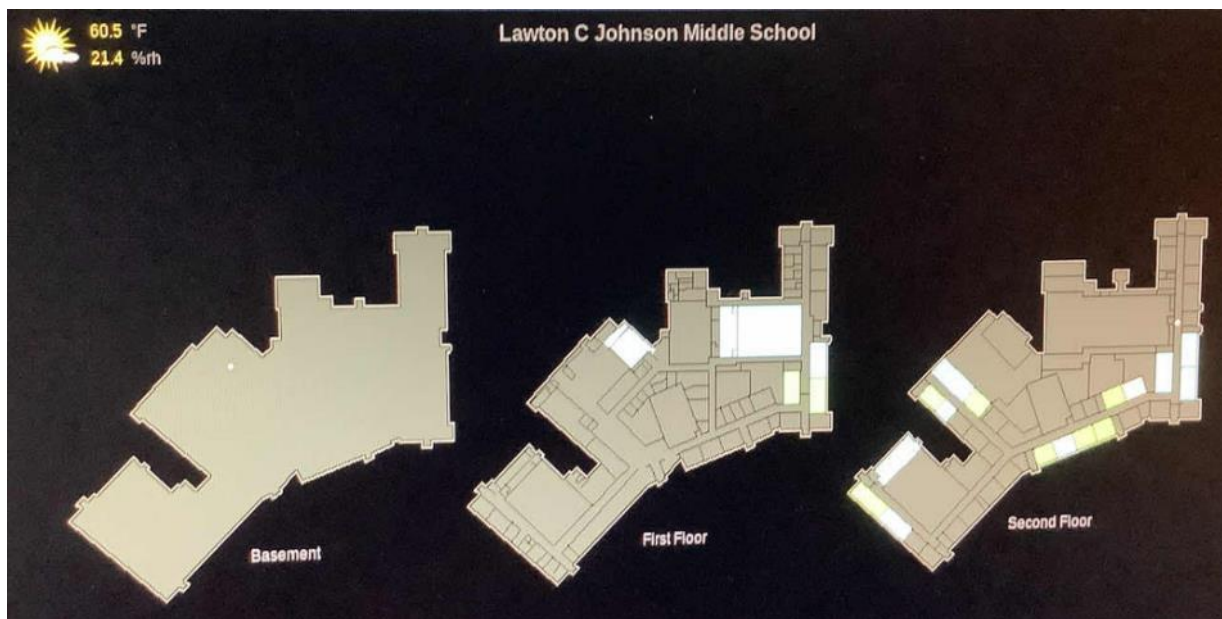 60.5 °F
21.4 %rh
Lawton C Johnson Middle School
Basement
First Floor
Second Floor